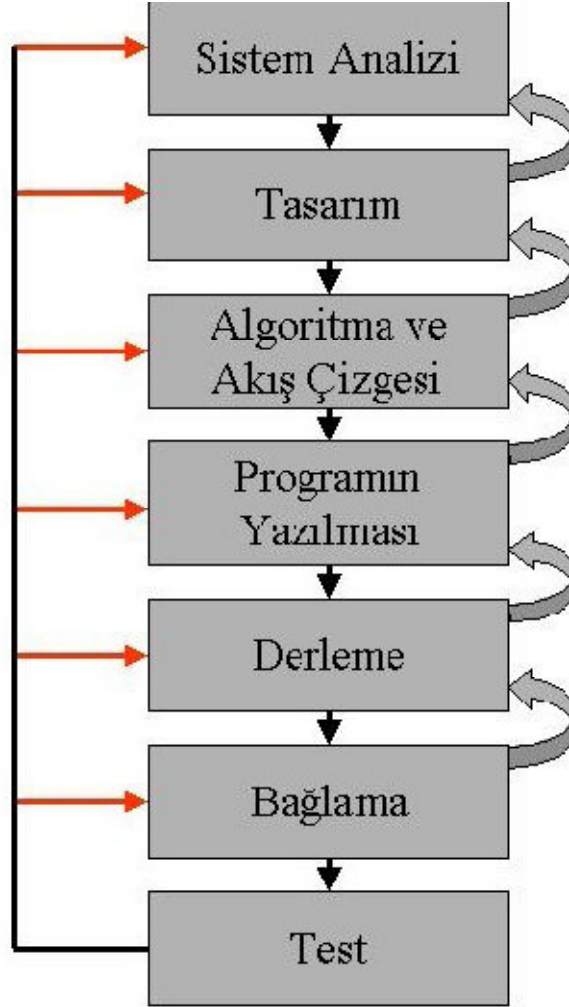 Sistem Analizi
Tasarım
Algoritma ve
Akış Çizgesi
Programın
Yazılması
Derleme
Bağlama
Test